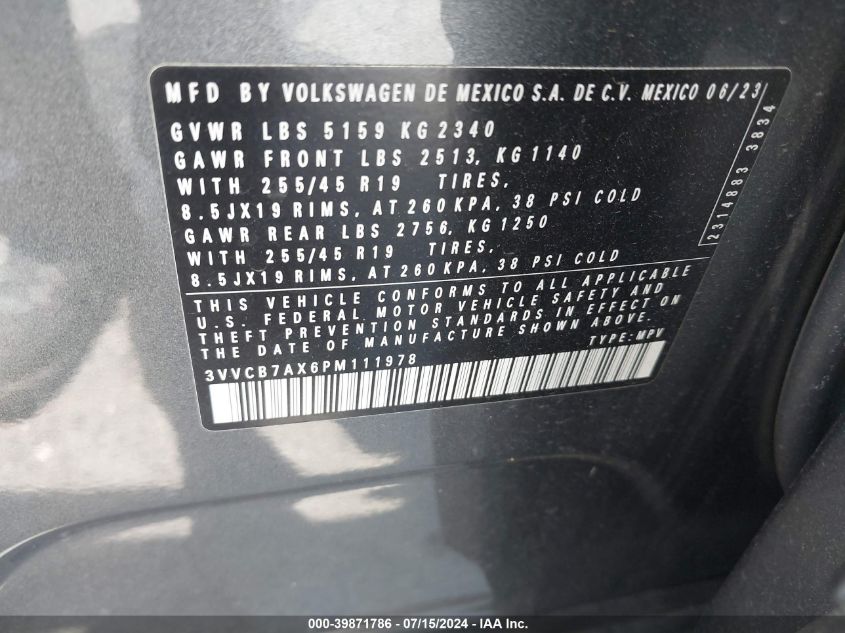 MFD BY VOLKSWAGEN DE MEXICO S.A. DE C.V. MEXICO 06/23
GVWR LBS 5159 KG 2340
GAWR FRONT LBS 2513, KG 1140
WITH 255/45 R19 TIRES,
8.5JX19 RIMS, AT 260 KPA, 38 PSI COLD
GAWR REAR LBS 2756, KG 1250
WITH 255/45 R19 TIRES,
8.5JX19 RIMS, AT 260 KPA, 38 PSI COLD
2314883 3834
THIS VEHICLE CONFORMS TO ALL APPLICABLE
U.S. FEDERAL MOTOR VEHICLE SAFETY AND
THEFT PREVENTION STANDARDS IN EFFECT ON
THE DATE OF MANUFACTURE SHOWN ABOVE.
3VVCB7AX6PM111978 TYPE: MPV
000-39871786 - 07/15/2024 - IAA Inc.